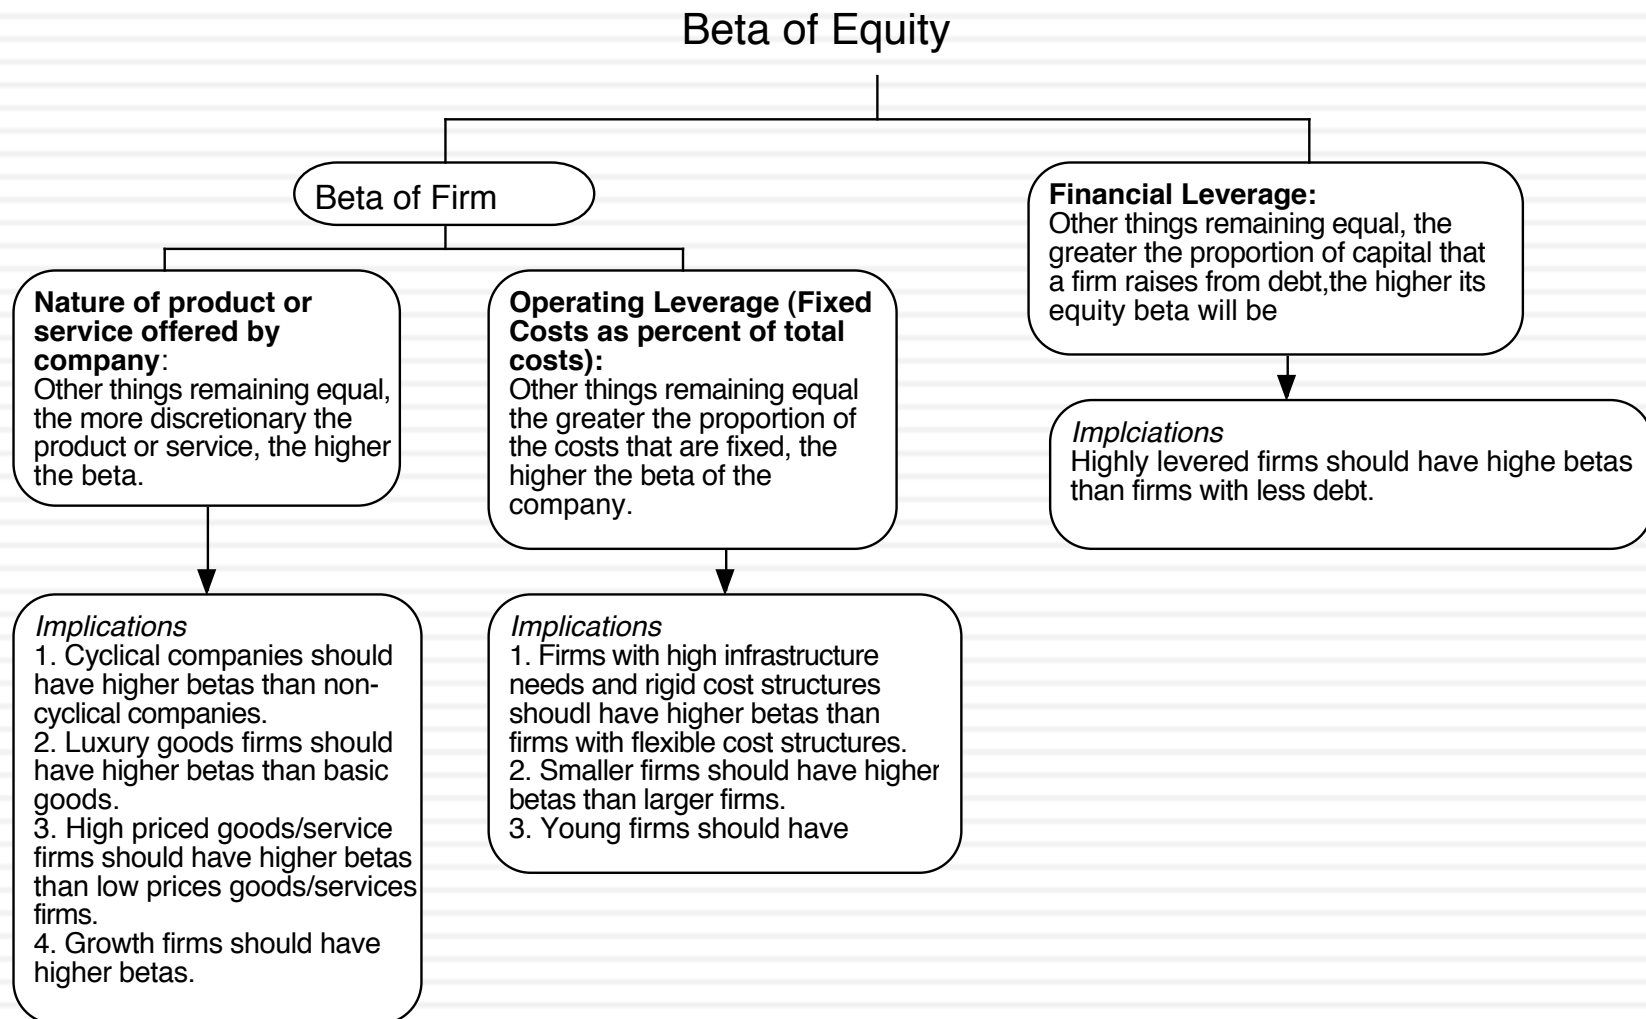 Beta of Equity
Beta of Firm
Financial Leverage:
Other things remaining equal, the
greater the proportion of capital that
a firm raises from debt,the higher its
equity beta will be
Nature of product or
service offered by
company:
Other things remaining equal,
the more discretionary the
product or service, the higher
the beta.
Operating Leverage (Fixed
Costs as percent of total
costs):
Other things remaining equal
the greater the proportion of
the costs that are fixed, the
higher the beta of the
company.
Implciations
Highly levered firms should have highe betas
than firms with less debt.
Implications
1. Cyclical companies should
have higher betas than non-
cyclical companies.
2. Luxury goods firms should
have higher betas than basic
goods.
3. High priced goods/service
firms should have higher betas
than low prices goods/services
firms.
4. Growth firms should have
higher betas.
Implications
1. Firms with high infrastructure
needs and rigid cost structures
shoudl have higher betas than
firms with flexible cost structures.
2. Smaller firms should have higher
betas than larger firms.
3. Young firms should have